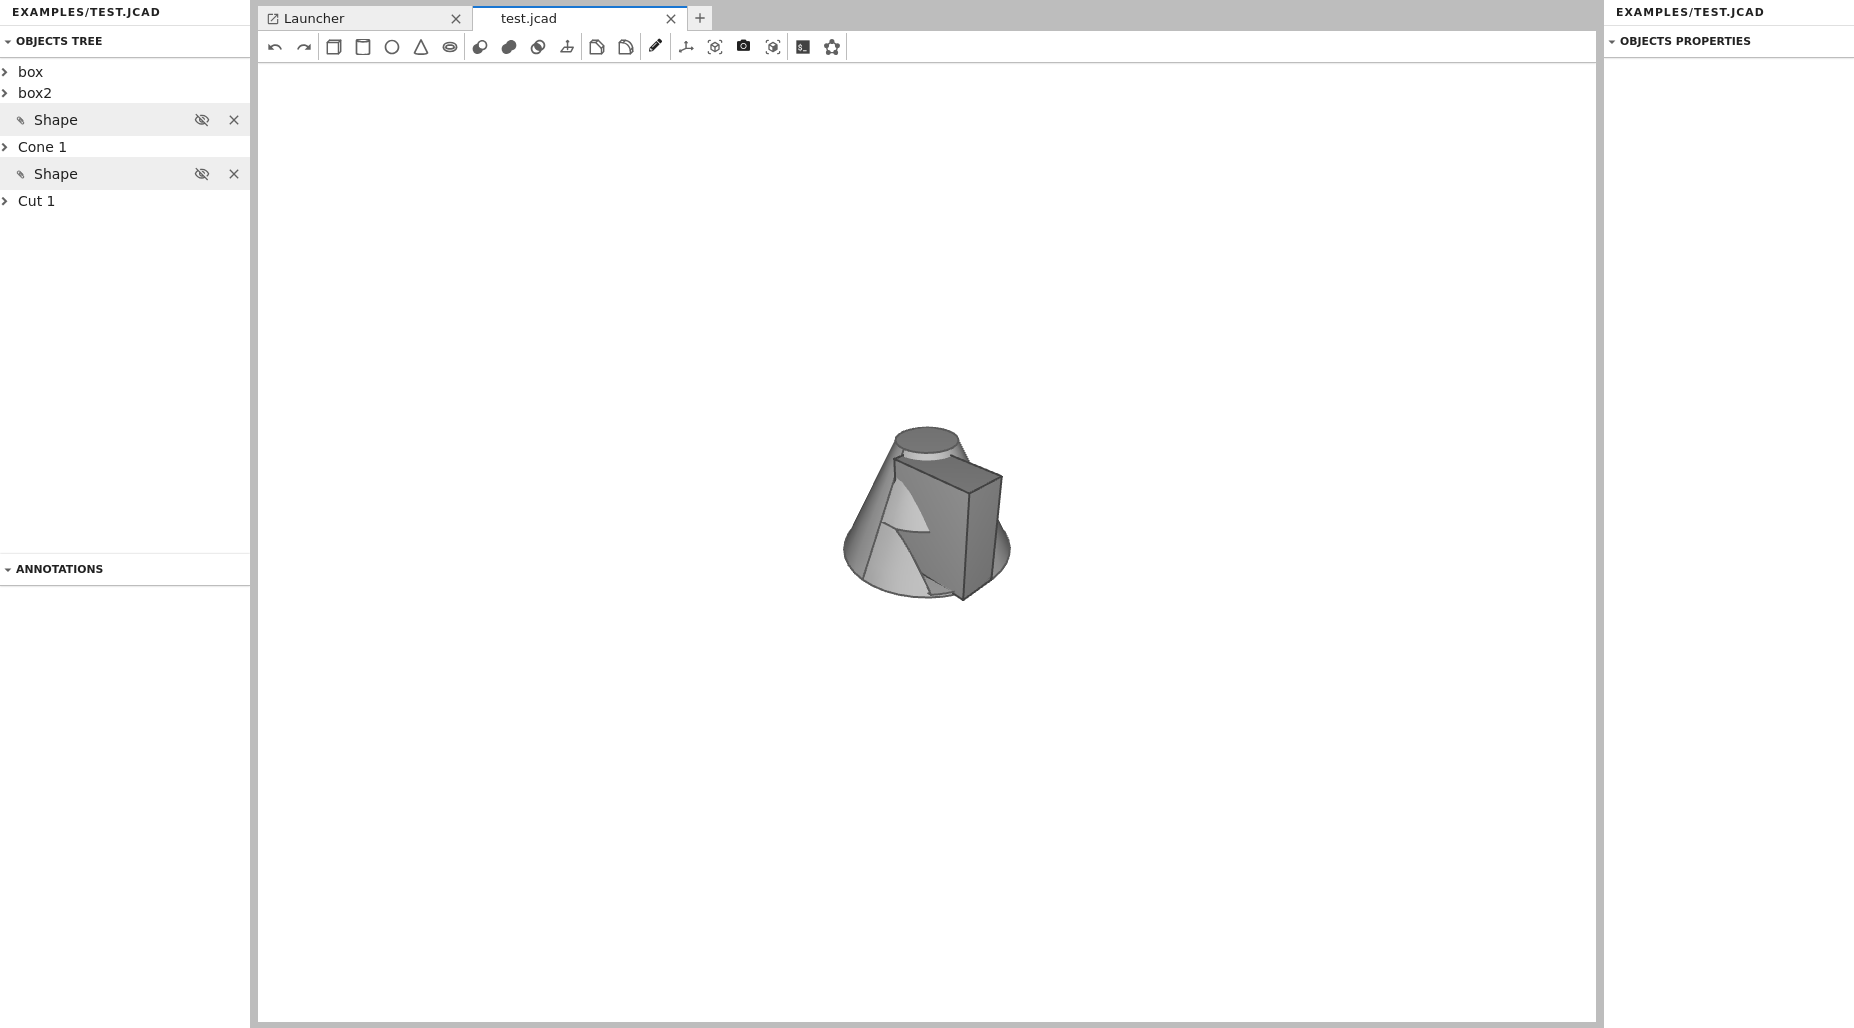 EXAMPLES/TEST.JCAD
OBJECTS TREE
box
box2
Shape
Cone 1
Shape
Cut 1
ANNOTATIONS
Launcher
test.jcad
EXAMPLES/TEST.JCAD
OBJECTS PROPERTIES